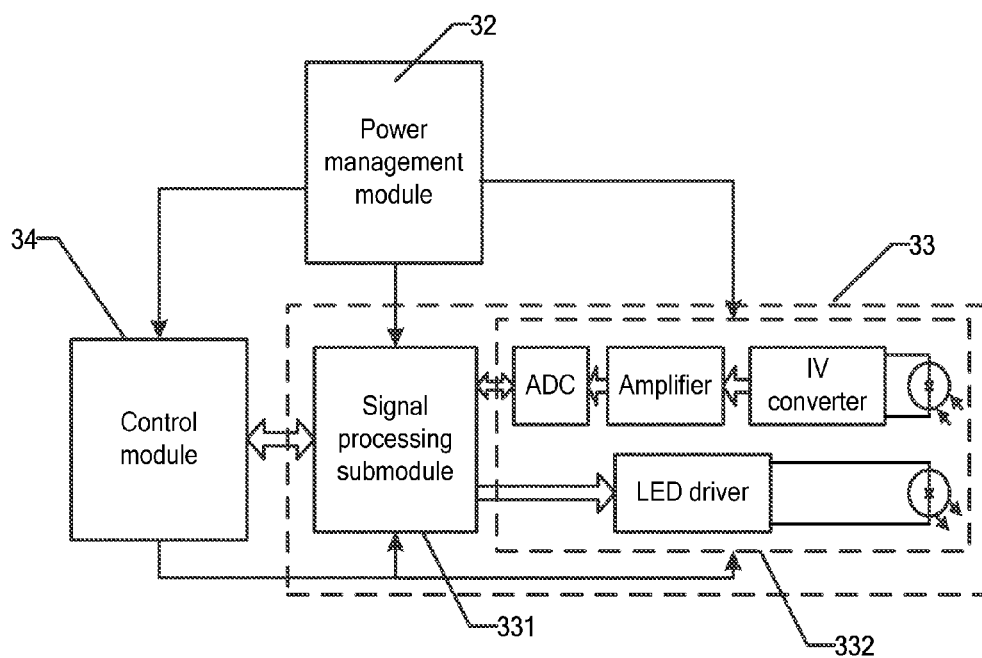 32
Power
management
module
34
33
Control
module
Signal
processing
submodule
ADC
Amplifier
IV
converter
LED driver
331
332